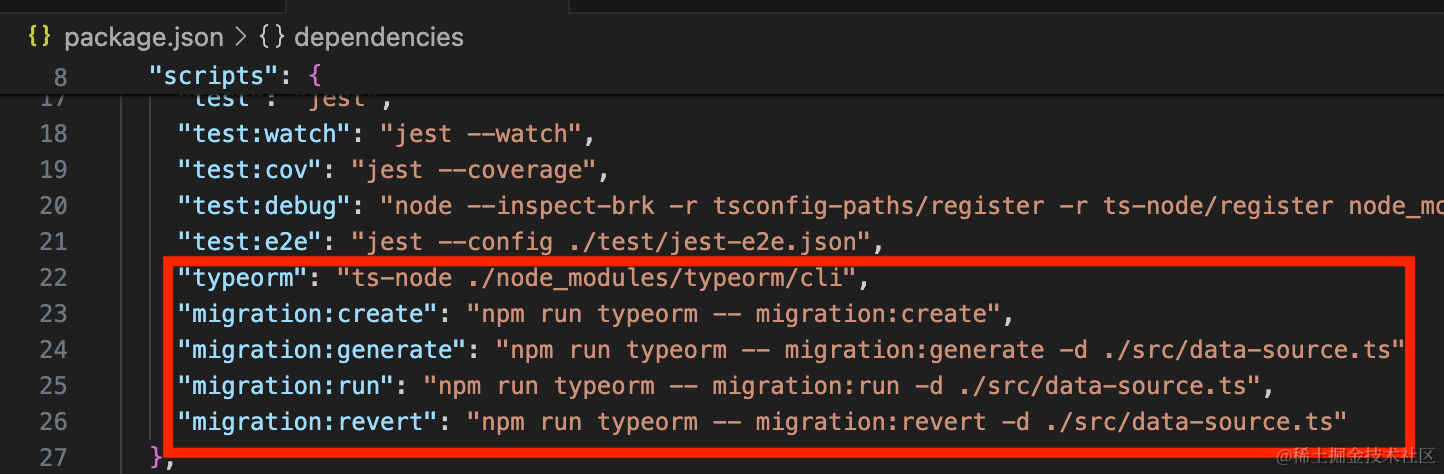 {} package.json > {} dependencies
8 "scripts": {
17 "test": "jest",
18 "test:watch": "jest --watch",
19 "test:cov": "jest --coverage",
20 "test:debug": "node --inspect-brk -r tsconfig-paths/register -r ts-node/register node_mo
21 "test:e2e": "jest --config ./test/jest-e2e.json",
22 "typeorm": "ts-node ./node_modules/typeorm/cli",
23 "migration:create": "npm run typeorm -- migration:create",
24 "migration:generate": "npm run typeorm -- migration:generate -d ./src/data-source.ts"
25 "migration:run": "npm run typeorm -- migration:run -d ./src/data-source.ts",
26 "migration:revert": "npm run typeorm -- migration:revert -d ./src/data-source.ts"
27 },
@稀土掘金技术社区